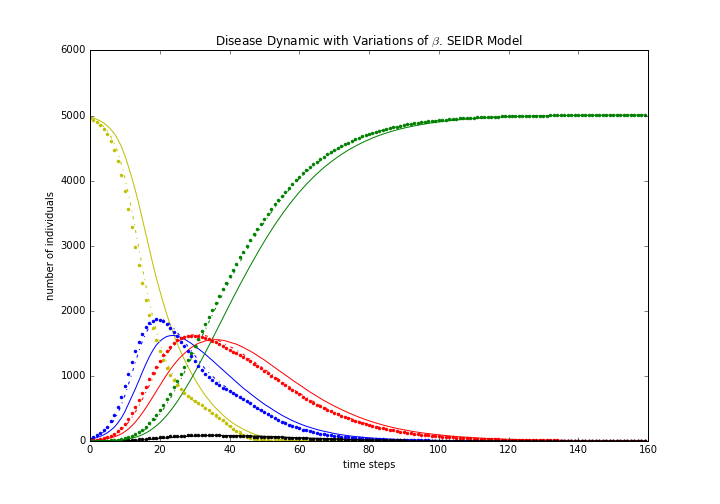 Disease Dynamic with Variations of β. SEIDR Model
6000
5000
4000
3000
2000
1000
0
number of individuals
0 20 40 60 80 100 120 140 160
time steps